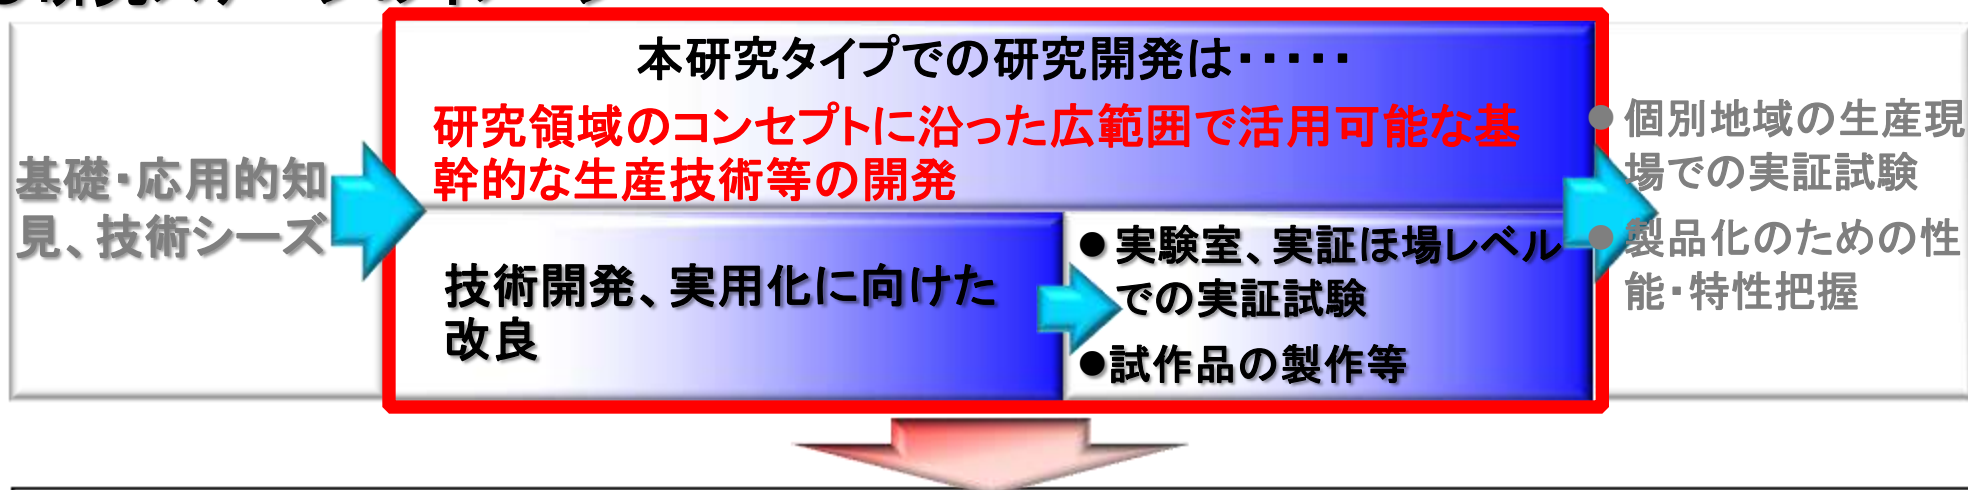 本研究タイプでの研究開発は・・・・・
研究領域のコンセプトに沿った広範囲で活用可能な基
幹的な生産技術等の開発
基礎・応用的知
見、技術シーズ
技術開発、実用化に向けた
改良
●実験室、実証ほ場レベル
での実証試験
●試作品の製作等
● 個別地域の生産現
場での実証試験
● 製品化のための性
能・特性把握